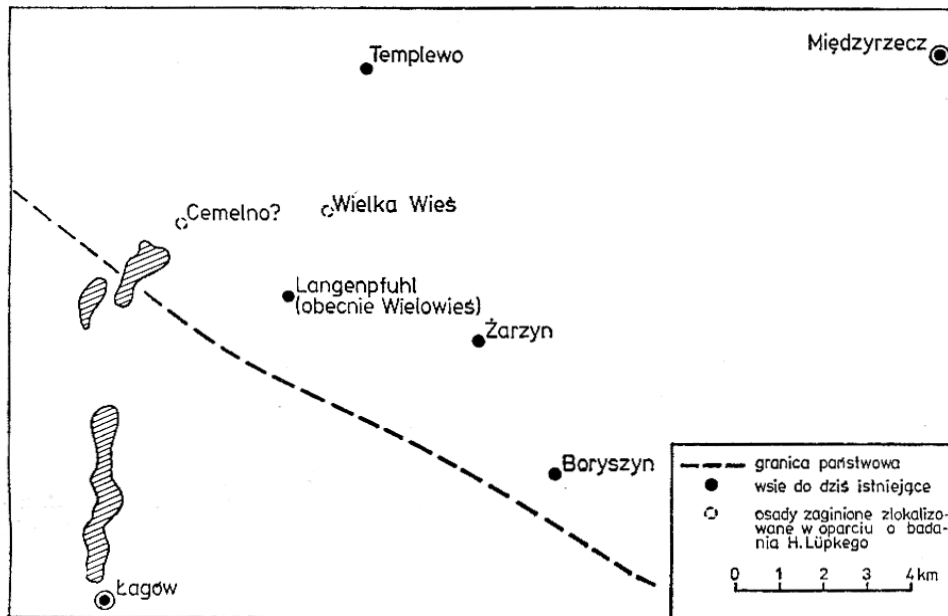 Templewo
Międzyrzecz
Cemelno?
Wielka Wieś
Langenpfuhl
(obecnie Wielowieś)
Żarzyn
Boryszyn
Łagów
granica państwowa
wsie do dziś istniejące
osady zaginione zlokalizo-
wane w oparciu o bada-
nia H. Lüpkego
0 1 2 3 4 km